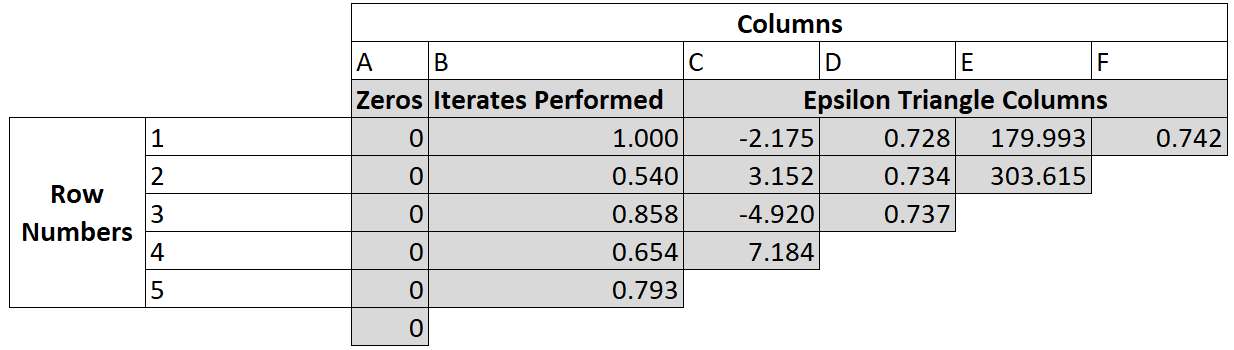 Columns
A B C D E F
Zeros Iterates Performed Epsilon Triangle Columns
Row Numbers
1 0 1.000 -2.175 0.728 179.993 0.742
2 0 0.540 3.152 0.734 303.615
3 0 0.858 -4.920 0.737
4 0 0.654 7.184
5 0 0.793
0